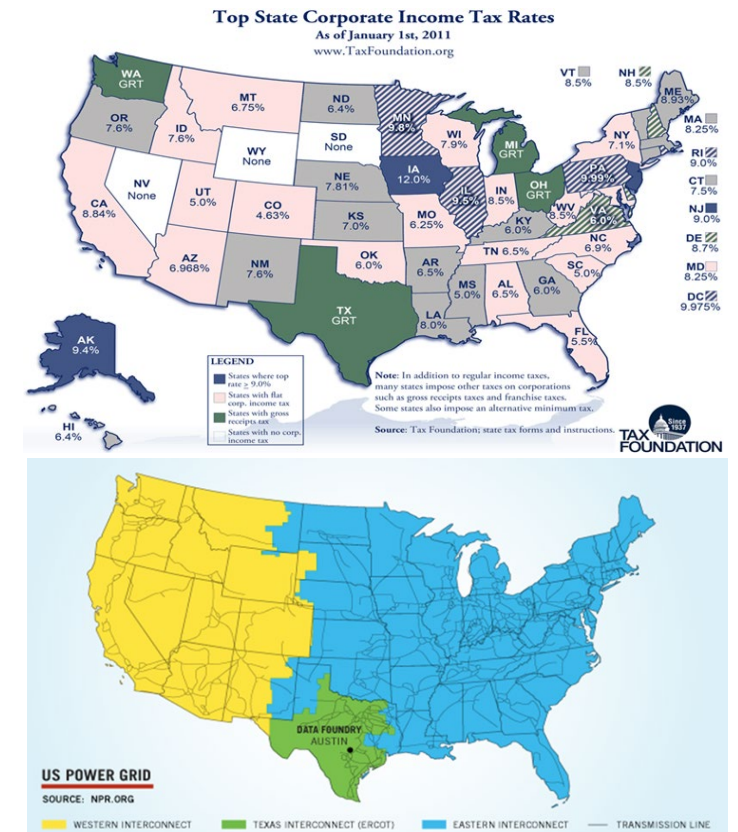 Top State Corporate Income Tax Rates
As of January 1st, 2011
www.TaxFoundation.org
VT
8.5%
NH
8.5%
WA
GRT
MT
6.75%
ND
6.4%
MN
9.8%
ME
8.93%
OR
7.6%
ID
7.6%
SD
None
WI
7.9%
MI
GRT
NY
7.1%
MA
8.25%
WY
None
RI
9.0%
NV
None
NE
7.81%
IA
12.0%
PA
9.99%
CT
7.5%
UT
5.0%
CO
4.63%
IL
9.5%
IN
8.5%
OH
GRT
NJ
9.0%
CA
8.84%
KS
7.0%
MO
6.25%
KY
6.0%
WV
8.5%
VA
6.0%
DE
8.7%
AZ
6.968%
NM
7.6%
OK
6.0%
AR
6.5%
TN 6.5%
NC
6.9%
MD
8.25%
SC
5.0%
DC
9.975%
TX
GRT
LA
8.0%
MS
5.0%
AL
6.5%
GA
6.0%
FL
5.5%
AK
9.4%
HI
6.4%
LEGEND
States where top
rate ≥ 9.0%
States with flat
corp. income tax
States with gross
receipts tax
States with no corp.
income tax
Note: In addition to regular income taxes,
many states impose other taxes on corporations
such as gross receipts taxes and franchise taxes.
Some states also impose an alternative minimum tax.
Source: Tax Foundation; state tax forms and instructions.
Since
1937
TAX
FOUNDATION
DATA FOUNDRY
AUSTIN
US POWER GRID
SOURCE: NPR.ORG
WESTERN INTERCONNECT
TEXAS INTERCONNECT (ERCOT)
EASTERN INTERCONNECT
TRANSMISSION LINE